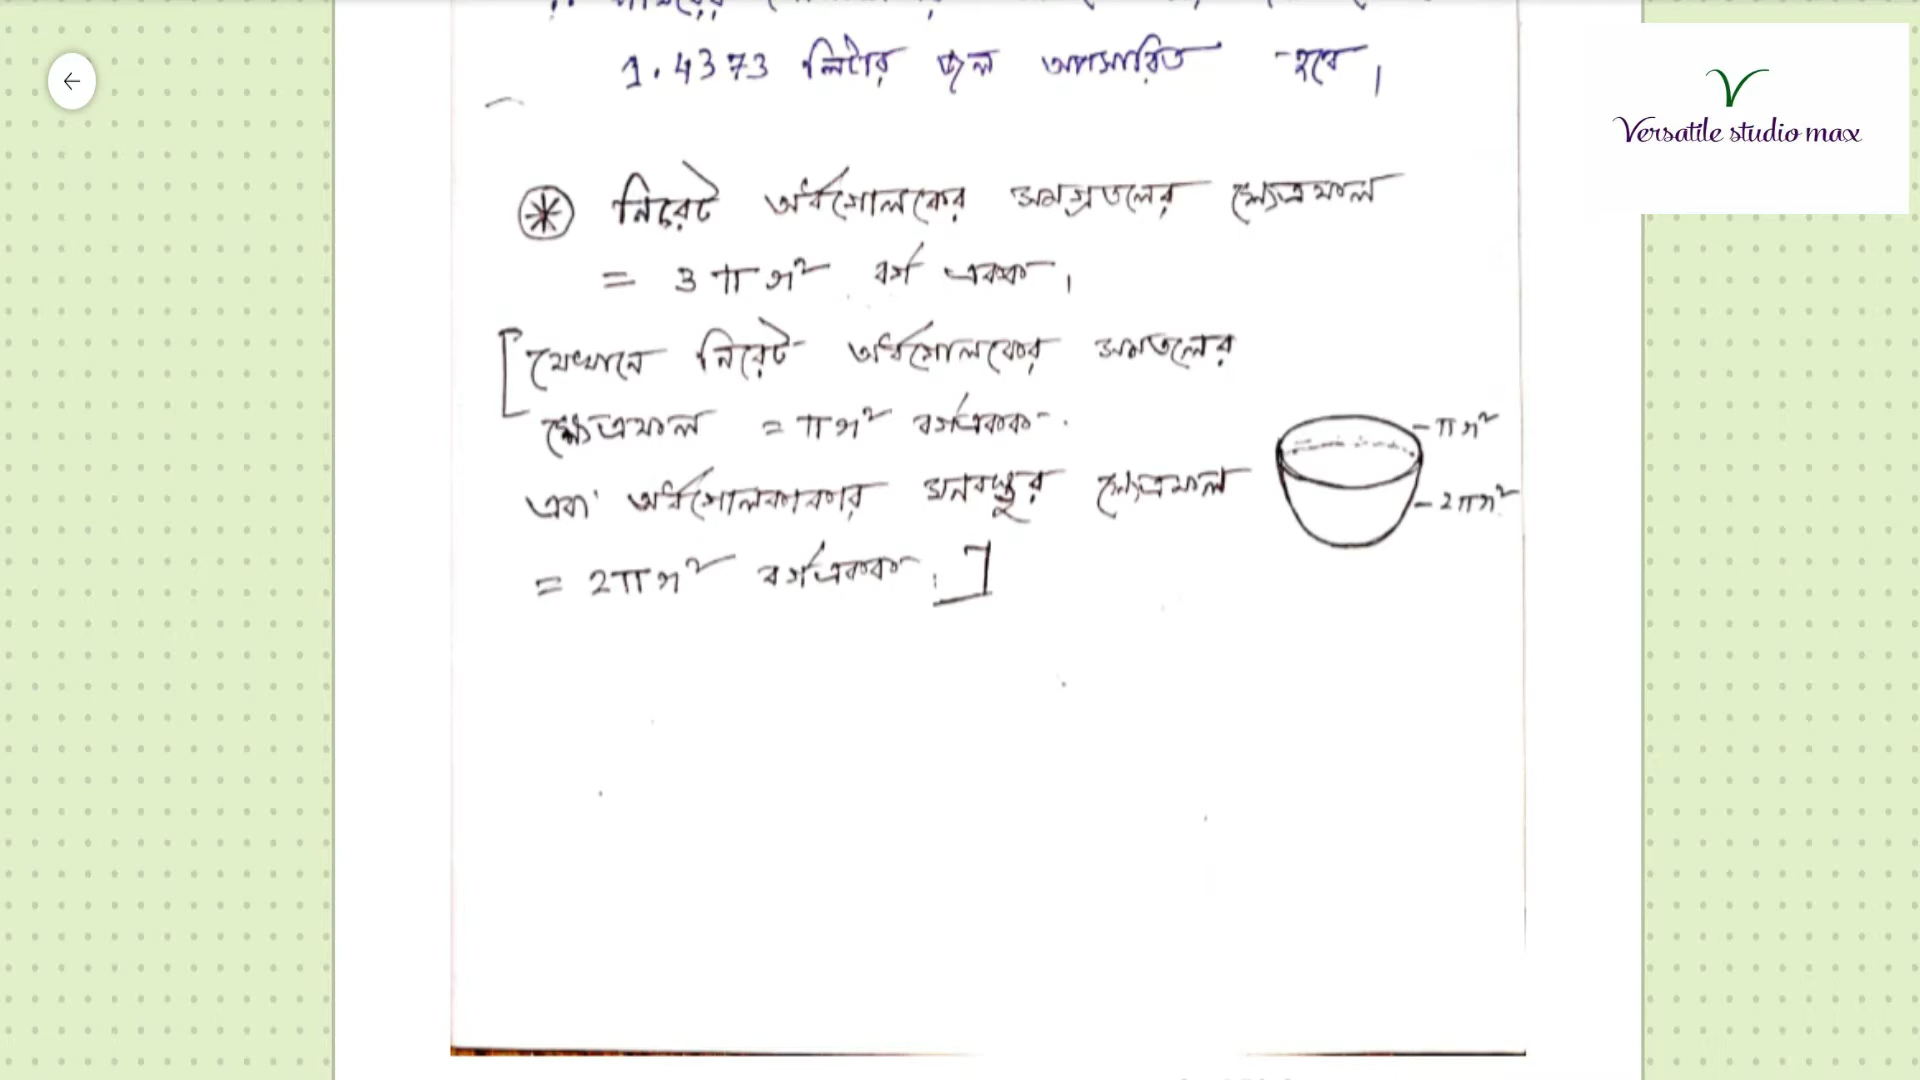 1.4373 লিটার জল অপসারিত হবে।
V
Versatile studio max
নিরেট অর্ধগোলকের সমগ্রতলের ক্ষেত্রফল
= 3πr² বর্গ একক।
[যেখানে নিরেট অর্ধগোলকের সমতলের
ক্ষেত্রফল = πr² বর্গএকক.
- πr²
এবং অর্ধগোলকাকার ঘনবস্তুর ক্ষেত্রফল
- 2πr²
= 2πr² বর্গএকক।]